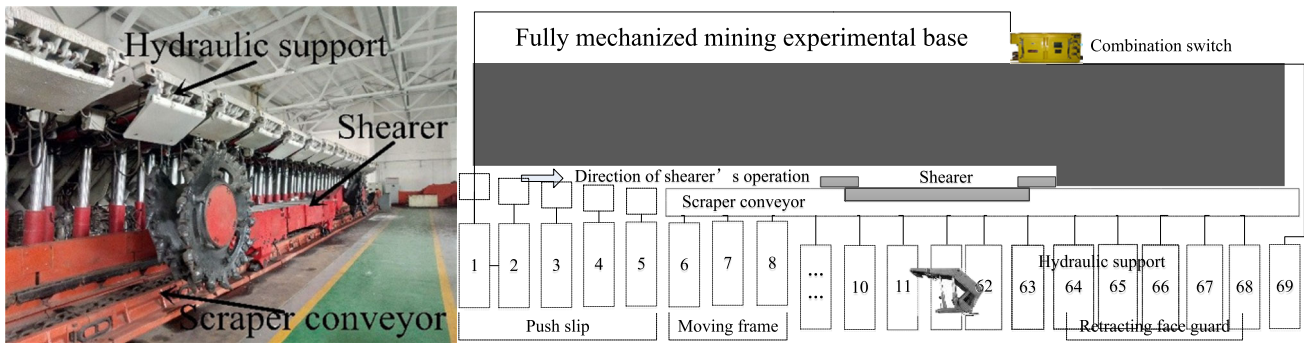 Hydraulic support
Shearer
Scraper conveyor
Fully mechanized mining experimental base
Combination switch
Direction of shearer's operation
Shearer
Scraper conveyor
1 2 3 4 5 6 7 8 ... ... 10 11 62 63 64 65 66 67 68 69
Hydraulic support
Push slip
Moving frame
Retracting face guard